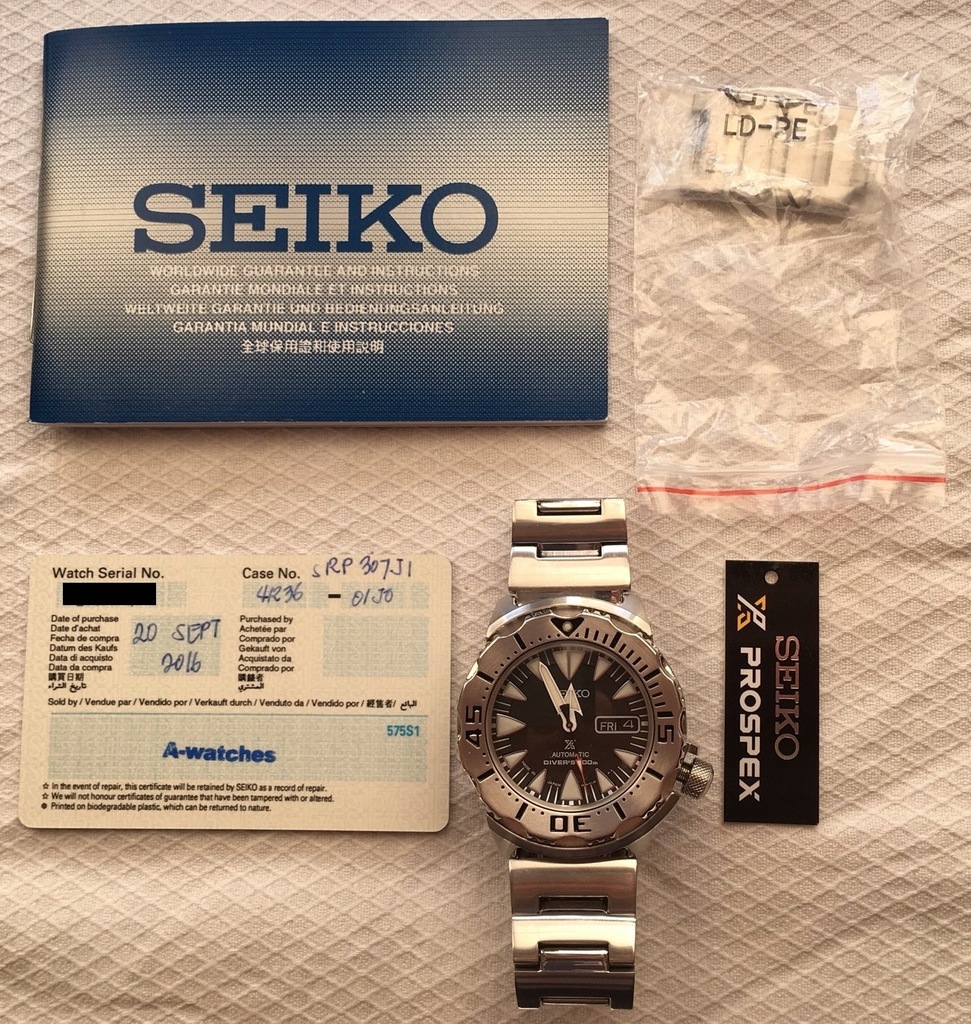 SEIKO
WORLDWIDE GUARANTEE AND INSTRUCTIONS
GARANTIE MONDIALE ET INSTRUCTIONS
WELTWEITE GARANTIE UND BEDIENUNGSANLEITUNG
GARANTIA MUNDIAL E INSTRUCCIONES
全球保用證和使用說明
LD-BE
Watch Serial No.
Case No. SRP 307J1
4R36 - 01J0
Date of purchase
Date d'achat
Fecha de compra
Datum des Kaufs
Data di acquisto
Data da compra
購買日期
تاريخ الشراء
20 SEPT
2016
Purchased by
Achetée par
Comprado por
Gekauft von
Acquistato da
Comprado por
購錶者
المشتري
Sold by / Vendue par / Vendido por / Verkauft durch / Venduto da / Vendido por / 經售者 / البائع
575S1
A-watches
☆ In the event of repair, this certificate will be retained by SEIKO as a record of repair.
☆ We will not honour certificates of guarantee that have been tampered with or altered.
● Printed on biodegradable plastic, which can be returned to nature.
15
30
45
FRI 4
AUTOMATIC
DIVER'S
SEIKO
PROSPEX